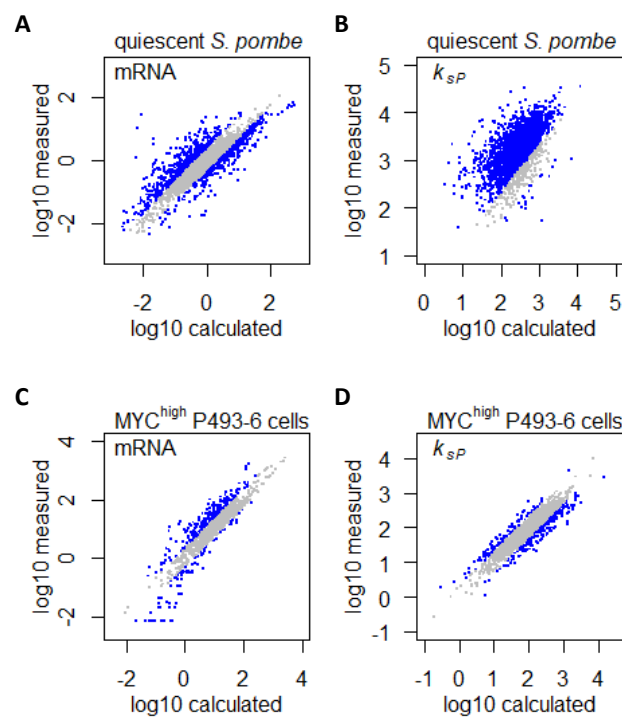 A
quiescent S. pombe
mRNA
log10 measured
2
0
-2
-2 0 2
log10 calculated
B
quiescent S. pombe
k sP
log10 measured
5
4
3
2
1
0 1 2 3 4 5
log10 calculated
C
MYChigh P493-6 cells
mRNA
log10 measured
4
2
0
-2
-2 0 2 4
log10 calculated
D
MYChigh P493-6 cells
k sP
log10 measured
4
3
2
1
0
-1
-1 0 1 2 3 4
log10 calculated